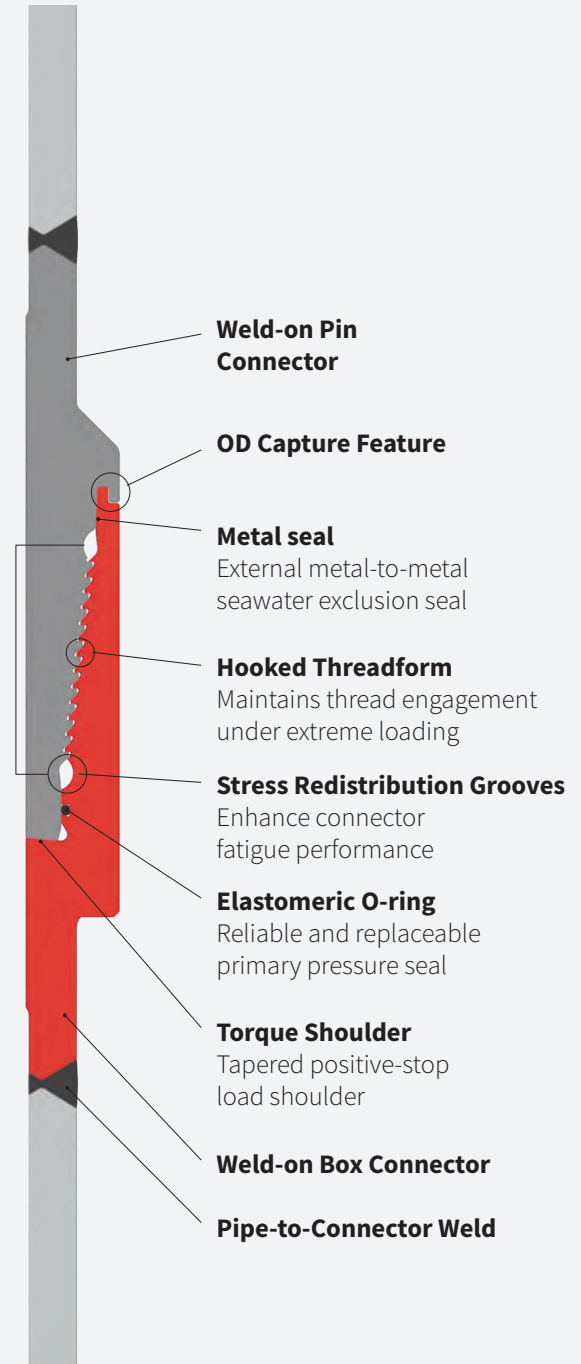 Weld-on Pin
Connector
OD Capture Feature
Metal seal
External metal-to-metal
seawater exclusion seal
Hooked Threadform
Maintains thread engagement
under extreme loading
Stress Redistribution Grooves
Enhance connector
fatigue performance
Elastomeric O-ring
Reliable and replaceable
primary pressure seal
Torque Shoulder
Tapered positive-stop
load shoulder
Weld-on Box Connector
Pipe-to-Connector Weld